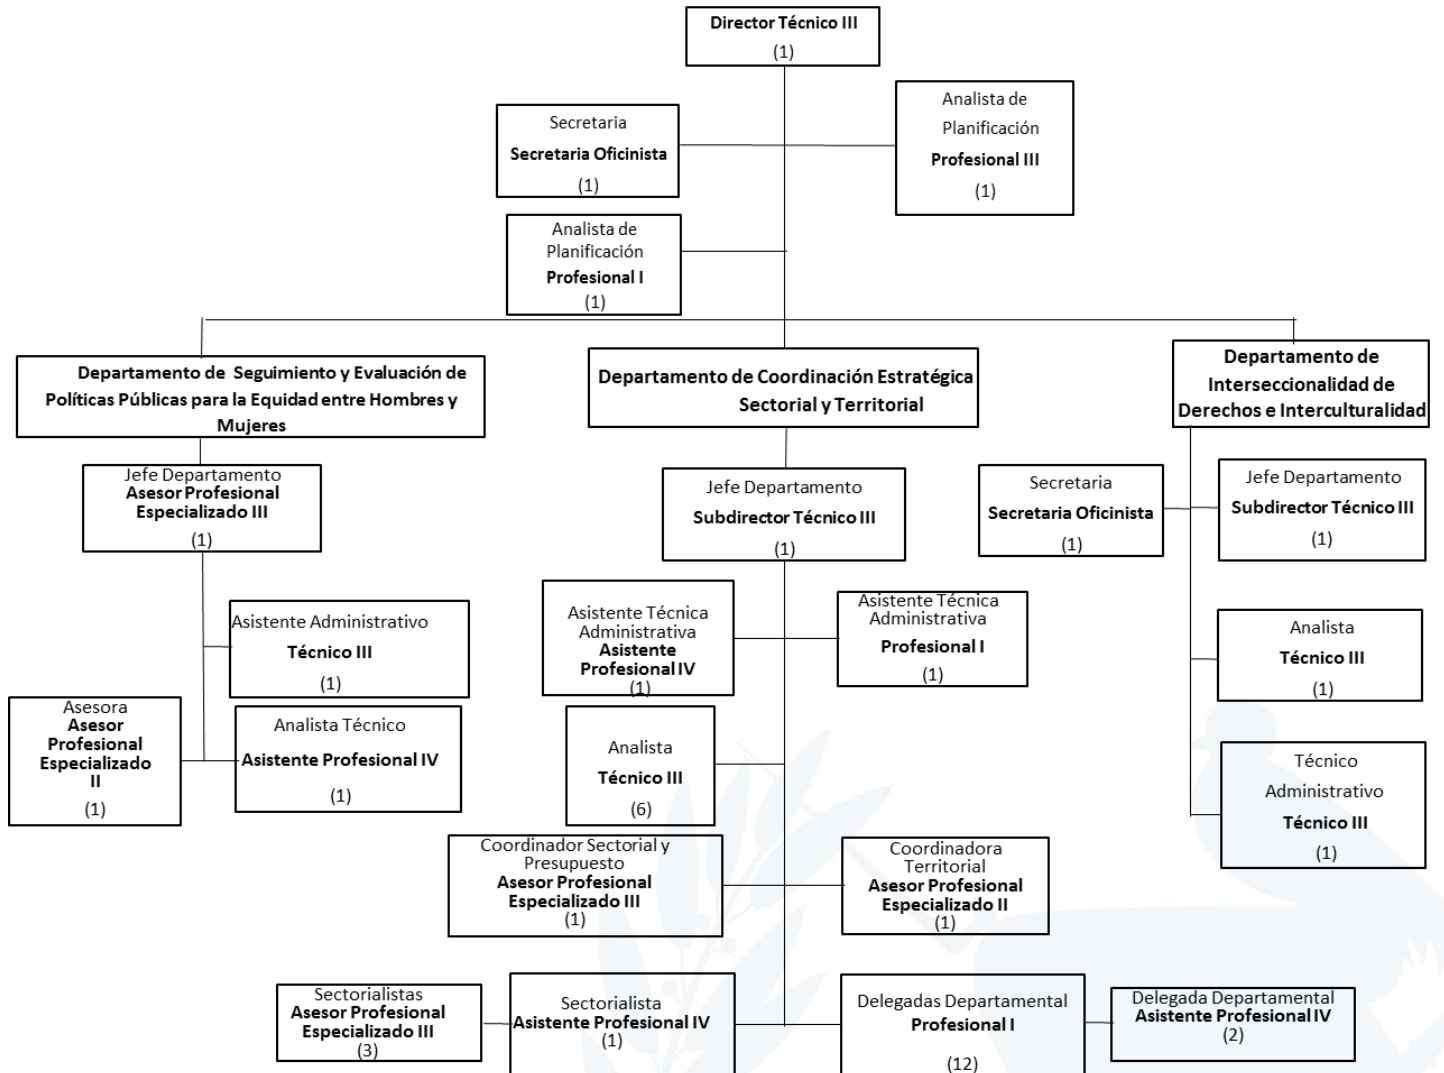 Director Técnico III
(1)
Secretaria
Secretaria Oficinista
(1)
Analista de
Planificación
Profesional III
(1)
Analista de
Planificación
Profesional I
(1)
Departamento de Seguimiento y Evaluación de
Políticas Públicas para la Equidad entre Hombres y
Mujeres
Departamento de Coordinación Estratégica
Sectorial y Territorial
Departamento de
Interseccionalidad de
Derechos e Interculturalidad
Jefe Departamento
Asesor Profesional
Especializado III
(1)
Jefe Departamento
Subdirector Técnico III
(1)
Secretaria
Secretaria Oficinista
(1)
Jefe Departamento
Subdirector Técnico III
(1)
Asistente Administrativo
Técnico III
(1)
Asistente Técnica
Administrativa
Asistente
Profesional IV
(1)
Asistente Técnica
Administrativa
Profesional I
(1)
Analista
Técnico III
(1)
Asesora
Asesor
Profesional
Especializado
II
(1)
Analista Técnico
Asistente Profesional IV
(1)
Analista
Técnico III
(6)
Técnico
Administrativo
Técnico III
(1)
Coordinador Sectorial y
Presupuesto
Asesor Profesional
Especializado III
(1)
Coordinadora
Territorial
Asesor Profesional
Especializado II
(1)
Sectorialistas
Asesor Profesional
Especializado III
(3)
Sectorialista
Asistente Profesional IV
(1)
Delegadas Departamental
Profesional I
(12)
Delegada Departamental
Asistente Profesional IV
(2)